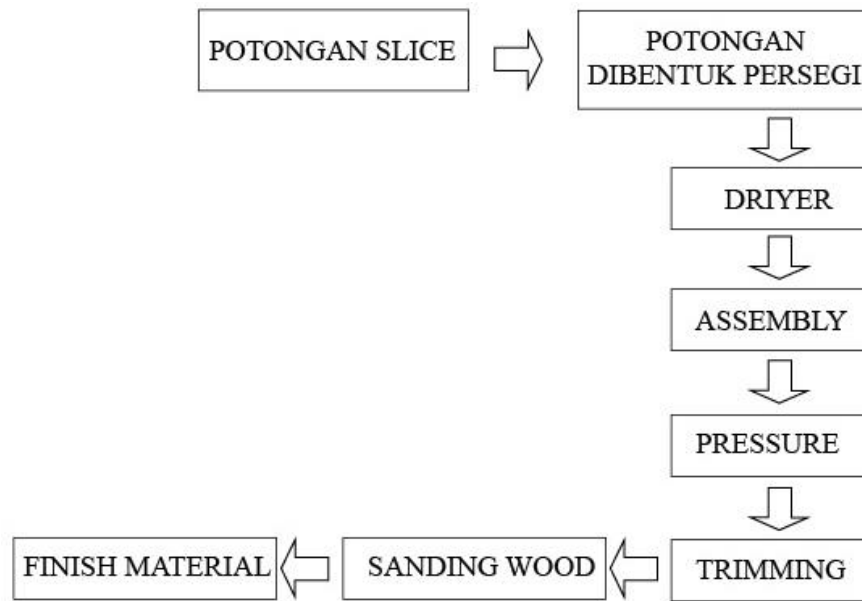 POTONGAN SLICE
POTONGAN
DIBENTUK PERSEGI
DRIYER
ASSEMBLY
PRESSURE
TRIMMING
SANDING WOOD
FINISH MATERIAL